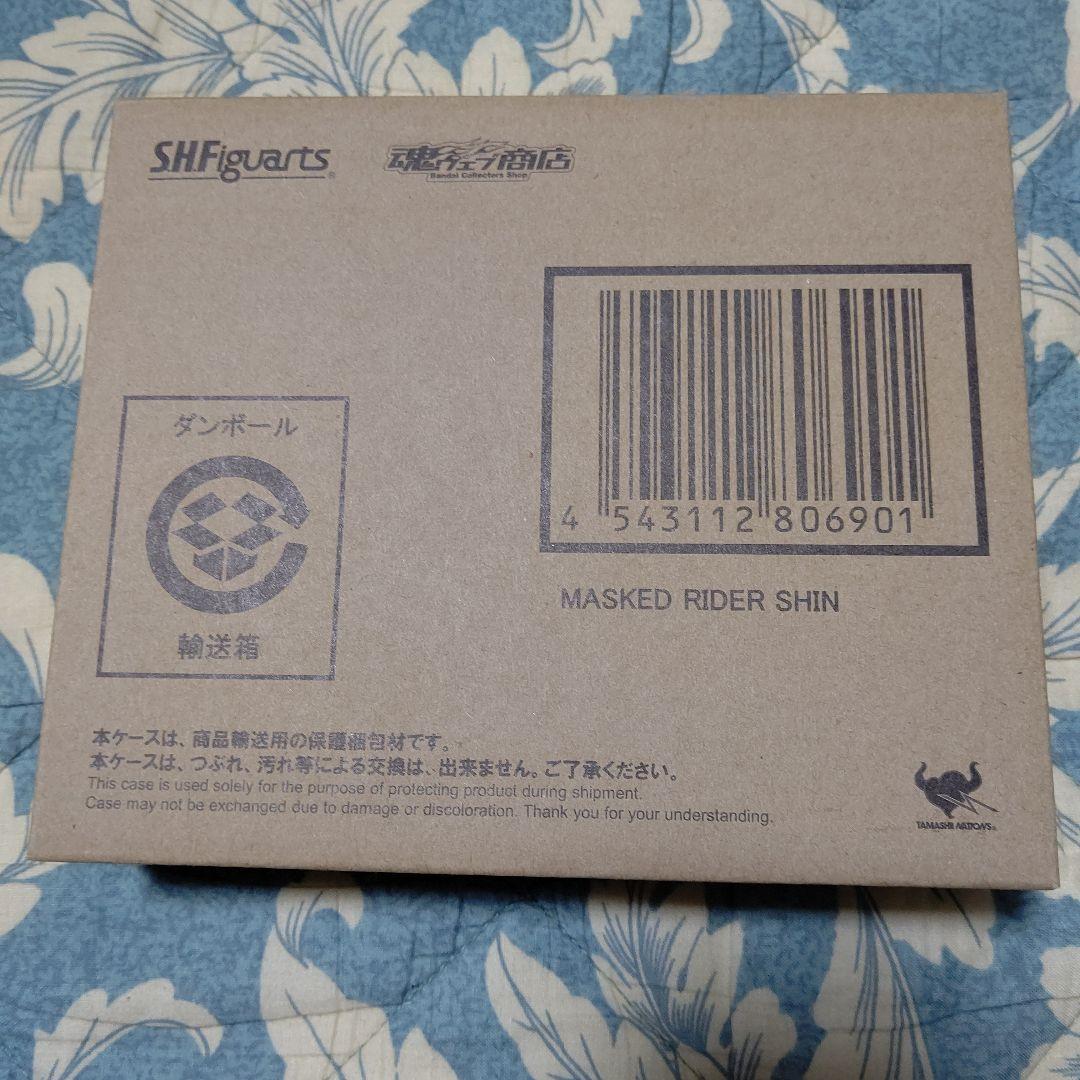 S.H.Figuarts®
魂ウェブ商店
Bandai Collectors Shop
4 543112 806901
MASKED RIDER SHIN
ダンボール
輸送箱
本ケースは、商品輸送用の保護梱包材です。
本ケースは、つぶれ、汚れ等による交換は、出来ません。ご了承ください。
This case is used solely for the purpose of protecting product during shipment.
Case may not be exchanged due to damage or discoloration. Thank you for your understanding.
TAMASHII NATIONS®